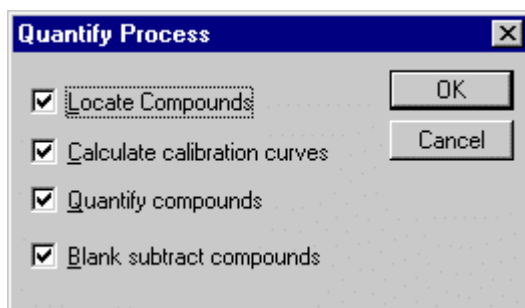 Quantify Process
Locate Compounds
OK
Calculate calibration curves
Cancel
Quantify compounds
Blank subtract compounds